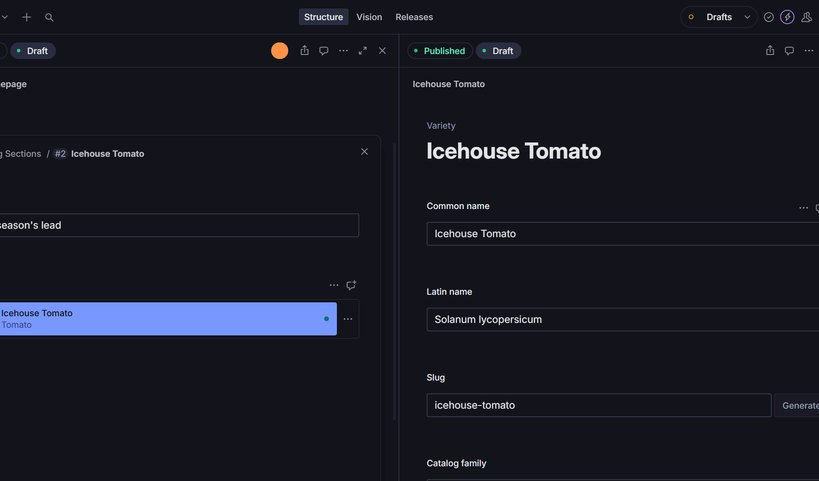 Structure Vision Releases Drafts
Draft
epage
g Sections / #2 Icehouse Tomato
season's lead
Icehouse Tomato
Tomato
Published Draft
Icehouse Tomato
Variety
Icehouse Tomato
Common name
Icehouse Tomato
Latin name
Solanum lycopersicum
Slug
icehouse-tomato Generate
Catalog family